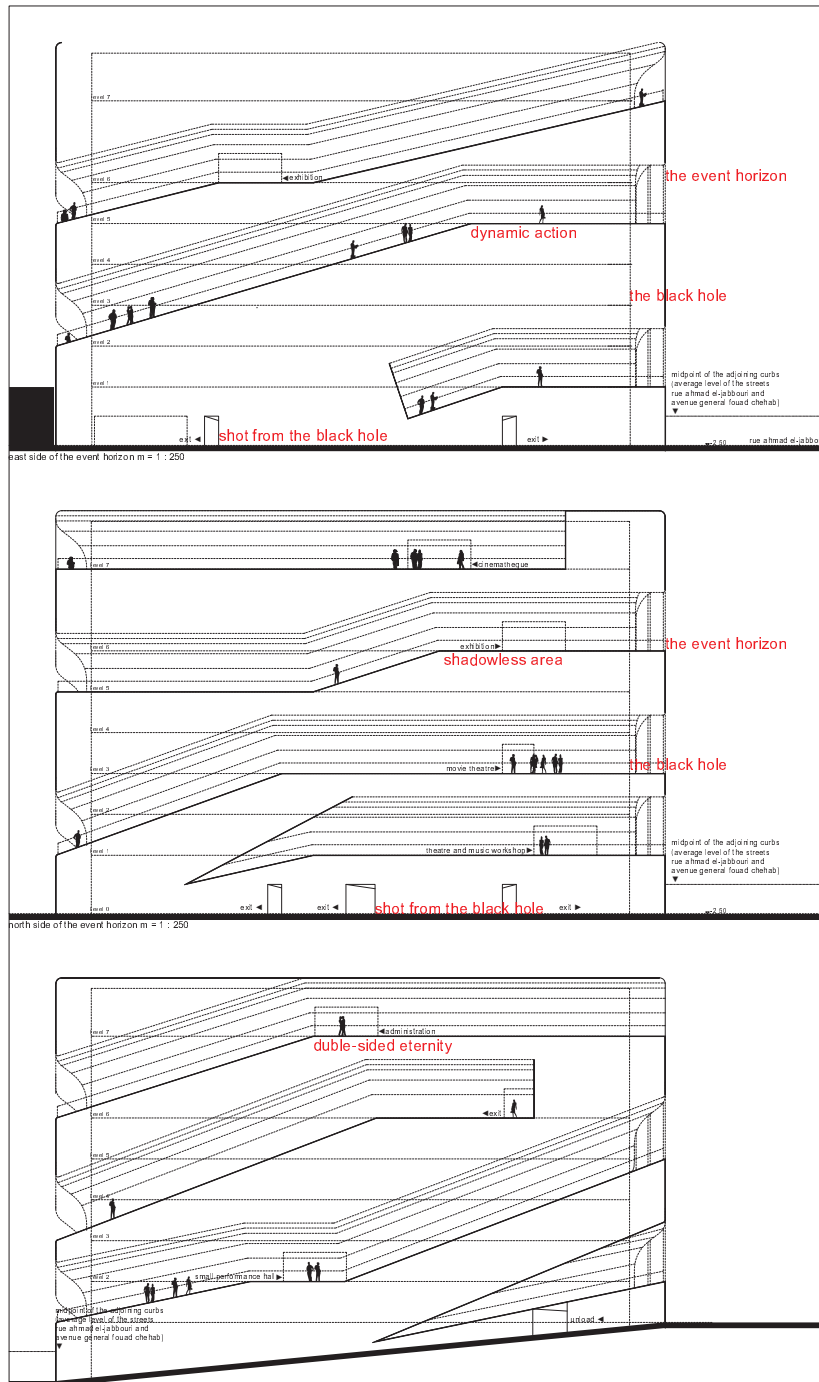 level 7
level 6
◄exhibition
the event horizon
level 5
dynamic action
level 4
level 3
the black hole
level 2
midpoint of the adjoining curbs
(average level of the streets
rue ahmad el-jabbouri and
avenue general fouad chehab)
▼
level 1
exit ◄
shot from the black hole
exit ►
-2.50
rue ahmad el-jabbo
east side of the event horizon m = 1 : 250
level 7
◄cinematheque
level 6
exhibition►
the event horizon
shadowless area
level 5
level 4
level 3
movie theatre►
the black hole
level 2
midpoint of the adjoining curbs
(average level of the streets
rue ahmad el-jabbouri and
avenue general fouad chehab)
▼
level 1
theatre and music workshop►
level 0
exit ◄
exit ◄
shot from the black hole
exit ►
-2.50
north side of the event horizon m = 1 : 250
level 7
◄administration
duble-sided eternity
level 6
◄exit
level 5
level 4
level 3
level 2
small performance hall►
midpoint of the adjoining curbs
(average level of the streets
rue ahmad el-jabbouri and
avenue general fouad chehab)
▼
unload ◄